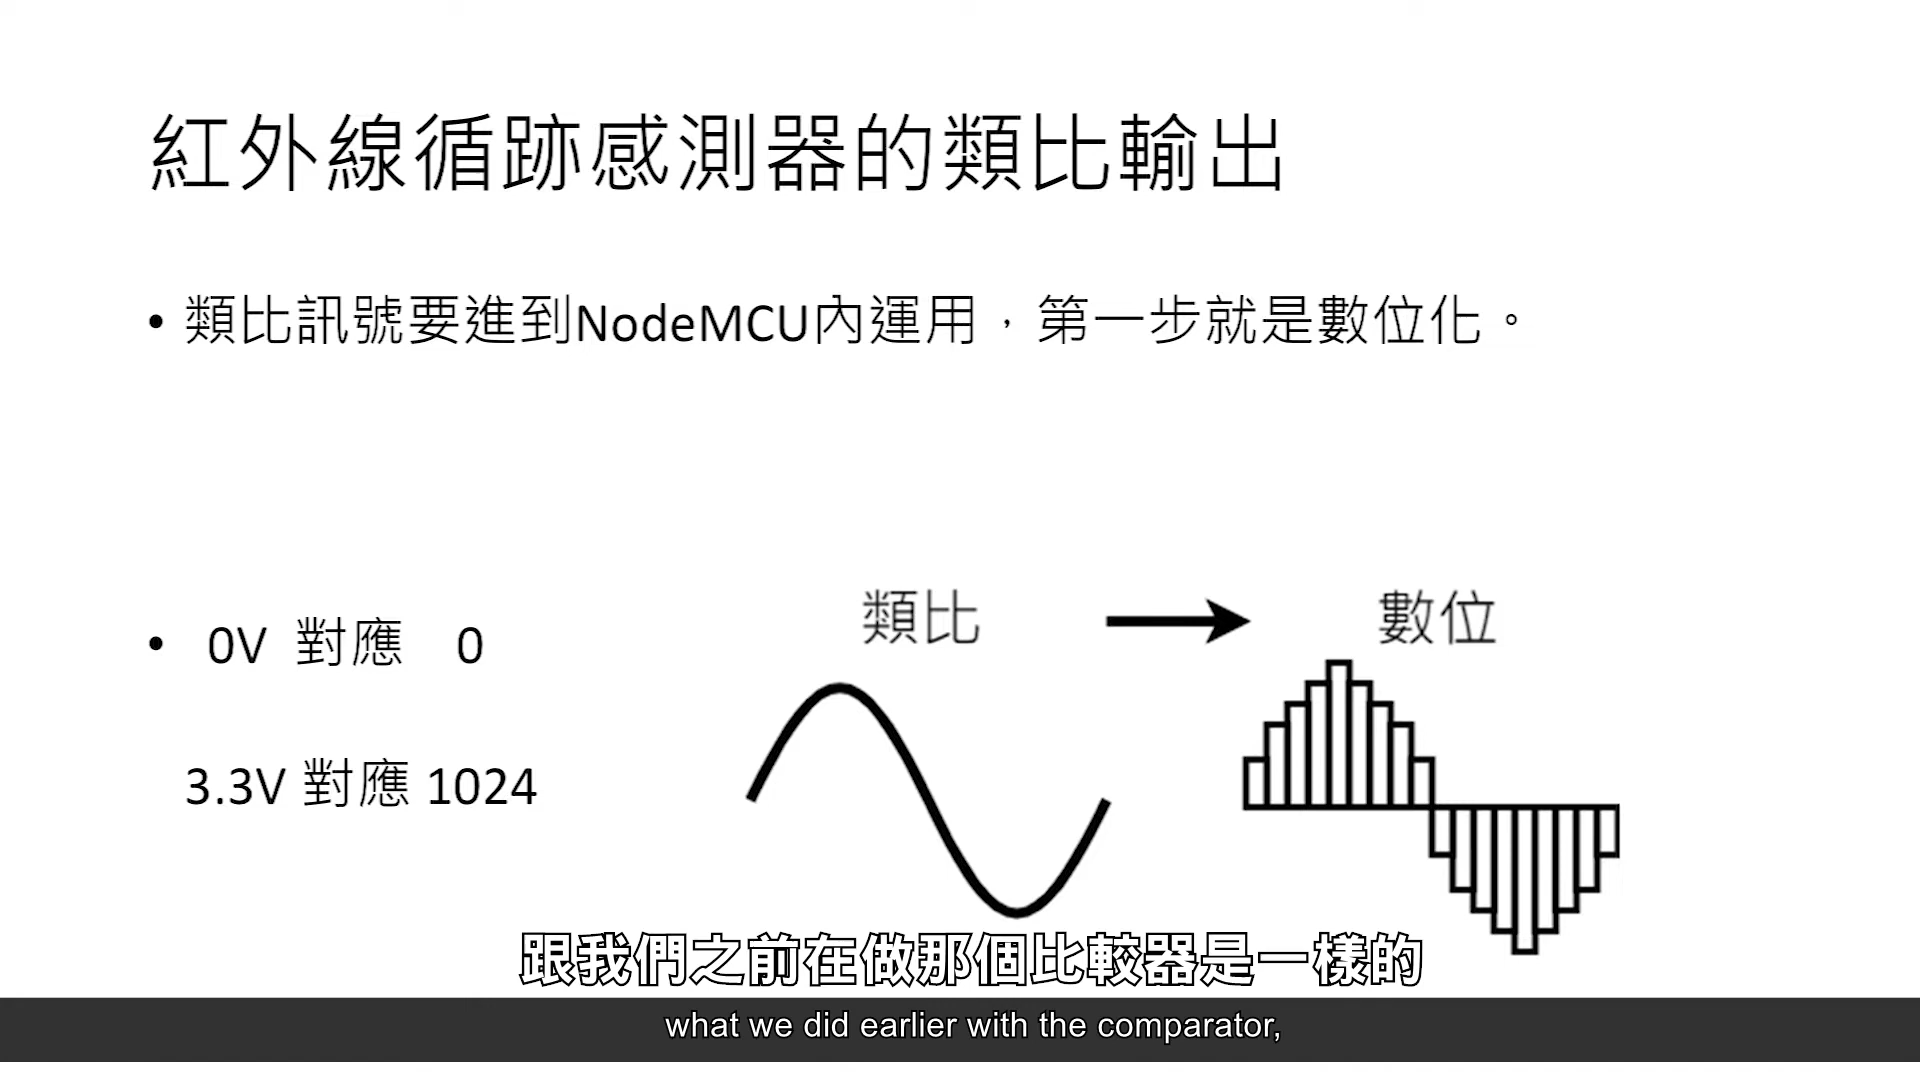 紅外線循跡感測器的類比輸出
• 類比訊號要進到NodeMCU內運用，第一步就是數位化。
• 0V 對應 0
3.3V 對應 1024
類比
數位
跟我們之前在做那個比較器是一樣的
what we did earlier with the comparator,